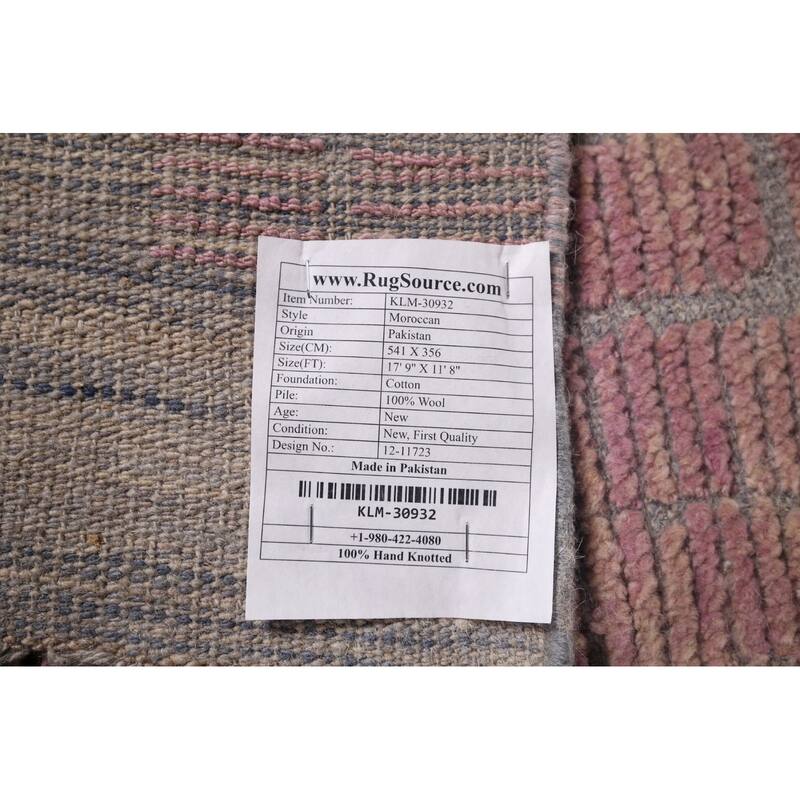 www.RugSource.com
Item Number: KLM-30932
Style Moroccan
Origin Pakistan
Size(CM): 541 X 356
Size(FT): 17' 9" X 11' 8"
Foundation: Cotton
Pile: 100% Wool
Age: New
Condition: New, First Quality
Design No.: 12-11723
Made in Pakistan
KLM-30932
+1-980-422-4080
100% Hand Knotted